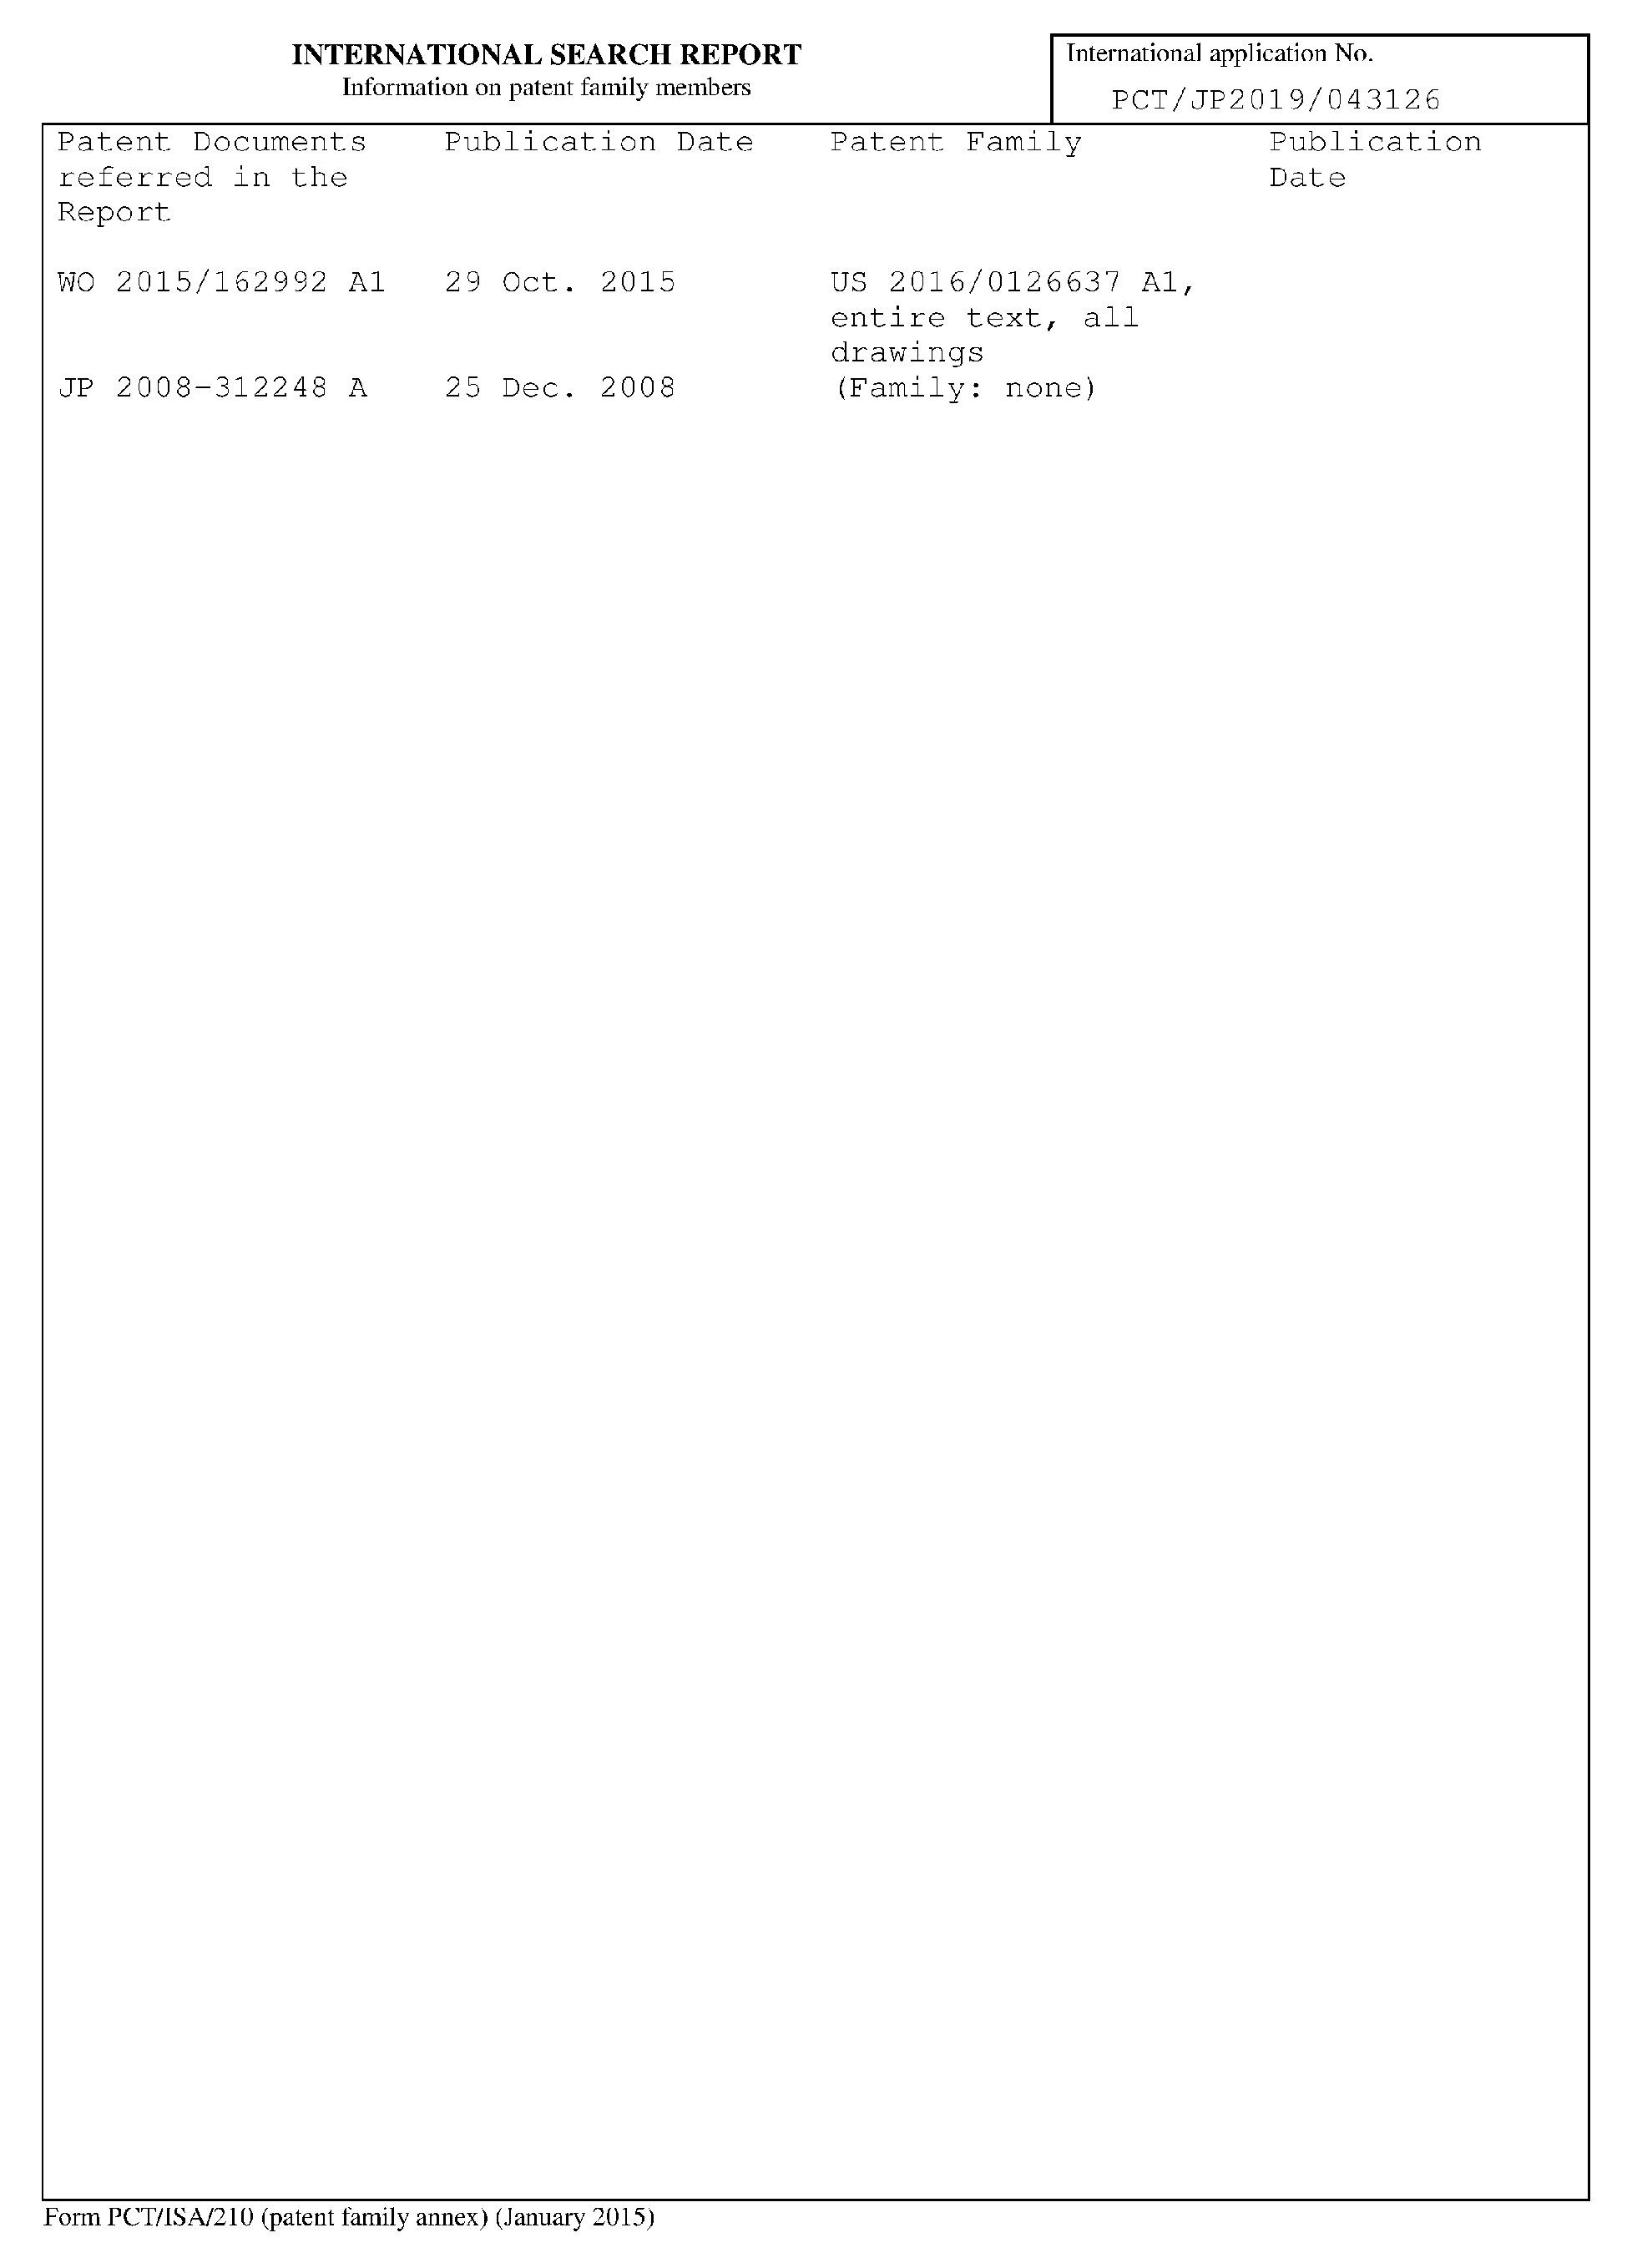 INTERNATIONAL SEARCH REPORT
Information on patent family members
International application No.
PCT/JP2019/043126
Patent Documents Publication Date Patent Family Publication
referred in the Date
Report
WO 2015/162992 A1 29 Oct. 2015 US 2016/0126637 A1,
entire text, all
drawings
JP 2008-312248 A 25 Dec. 2008 (Family: none)
Form PCT/ISA/210 (patent family annex) (January 2015)